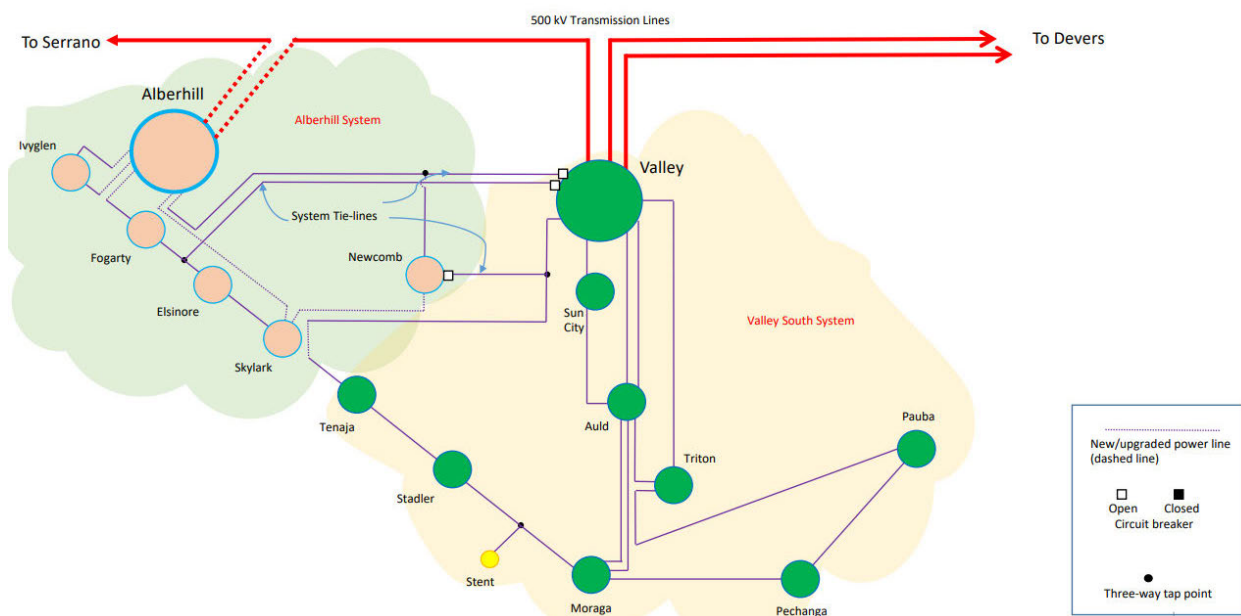 500 kV Transmission Lines
To Serrano
To Devers
Alberhill
Alberhill System
Ivyglen
Valley
System Tie-lines
Fogarty
Newcomb
Elsinore
Sun
City
Valley South System
Skylark
Tenaja
Auld
Pauba
Triton
Stadler
Stent
Moraga
Pechanga
New/upgraded power line
(dashed line)
Open
Closed
Circuit breaker
Three-way tap point